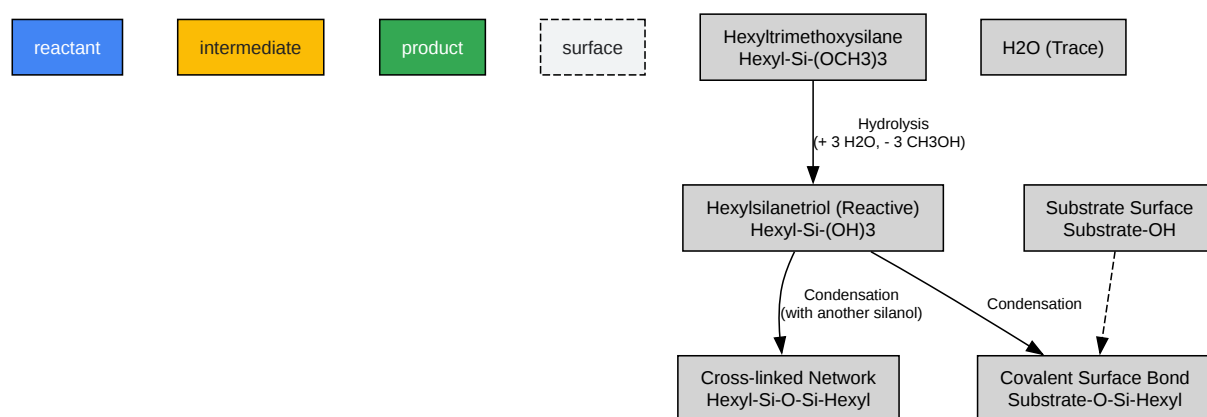 reactant
intermediate
product
surface
Hexyltrimethoxysilane
Hexyl-Si-(OCH3)3
H2O (Trace)
Hydrolysis
(+ 3 H2O, - 3 CH3OH)
Hexylsilanetriol (Reactive)
Hexyl-Si-(OH)3
Substrate Surface
Substrate-OH
Condensation
(with another silanol)
Condensation
Cross-linked Network
Hexyl-Si-O-Si-Hexyl
Covalent Surface Bond
Substrate-O-Si-Hexyl